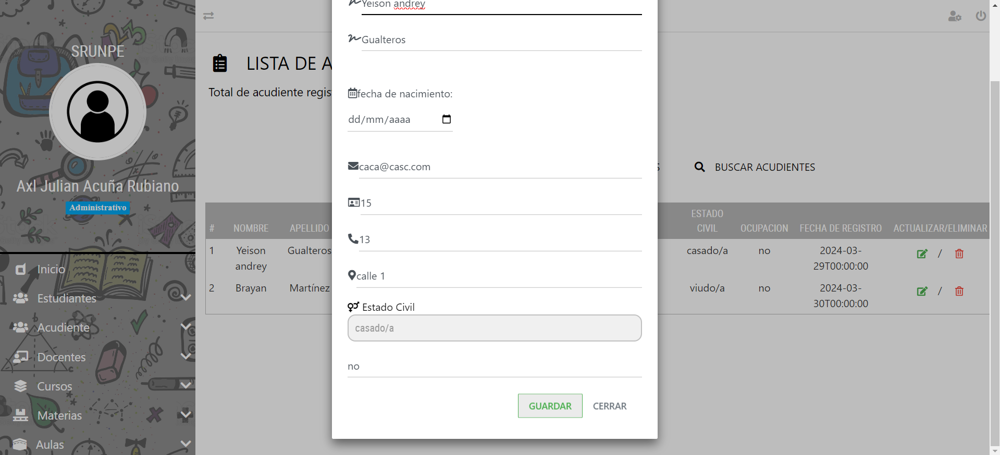 SRUNPE
Axl Julian Acuña Rubiano
Administrativo
Inicio
Estudiantes
Acudiente
Docentes
Cursos
Materias
Aulas
LISTA DE A
Total de acudiente regis
BUSCAR ACUDIENTES
# NOMBRE APELLIDO ESTADO CIVIL OCUPACION FECHA DE REGISTRO ACTUALIZAR/ELIMINAR
1 Yeison andrey Gualteros casado/a no 2024-03-29T00:00:00 /
2 Brayan Martínez viudo/a no 2024-03-30T00:00:00 /
Yeison andrey
Gualteros
fecha de nacimiento:
dd/mm/aaaa
caca@casc.com
15
13
calle 1
Estado Civil
casado/a
no
GUARDAR CERRAR